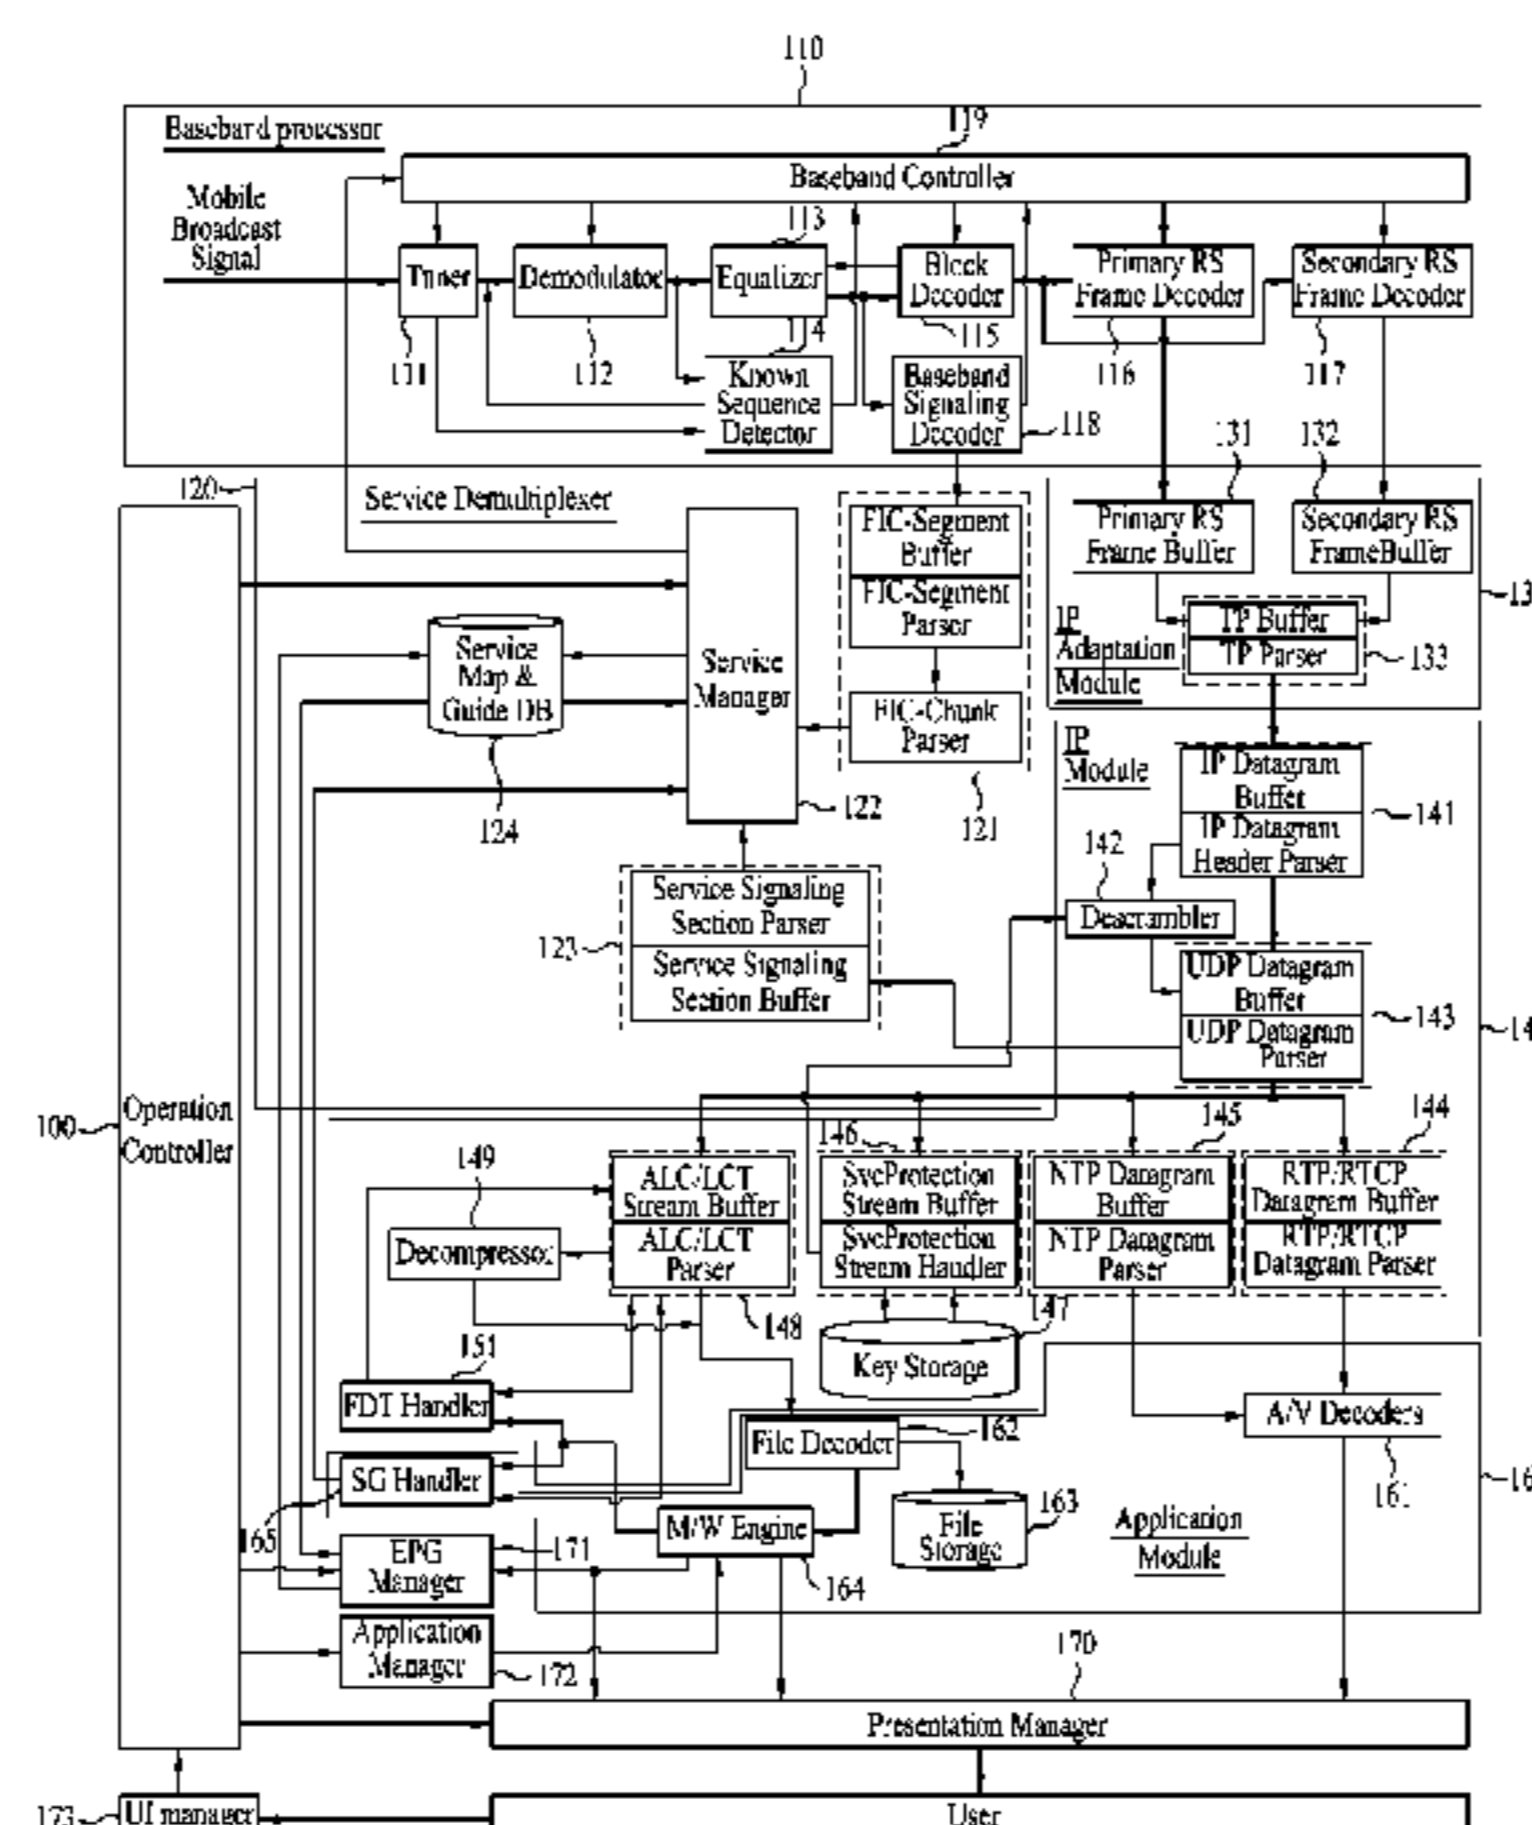 110
Baseband processor
119
Baseband Controller
Mobile
Broadcast
Signal
113
Tuner
Demodulator
Equalizer
Block
Decoder
Primary RS
Frame Decoder
Secondary RS
Frame Decoder
111
112
114
115
116
117
Known
Sequence
Detector
Baseband
Signaling
Decoder
118
131
132
120
Service Demultiplexer
FIC-Segment
Buffer
FIC-Segment
Parser
Primary RS
Frame Buffer
Secondary RS
FrameBuffer
13
TP Buffer
TP Parser
133
IP
Adaptation
Module
Service
Map &
Guide DB
124
Service
Manager
122
FIC-Chunk
Parser
121
IP
Module
IP Datagram
Buffer
IP Datagram
Header Parser
141
142
Descrambler
Service Signaling
Section Parser
Service Signaling
Section Buffer
123
UDP Datagram
Buffer
UDP Datagram
Parser
143
14
100
Operation
Controller
149
146
145
144
ALC/LCT
Stream Buffer
ALC/LCT
Parser
SvcProtection
Stream Buffer
SvcProtection
Stream Handler
NTP Datagram
Buffer
NTP Datagram
Parser
RTP/RTCP
Datagram Buffer
RTP/RTCP
Datagram Parser
Decompressor
148
147
Key Storage
151
FDT Handler
162
File Decoder
A/V Decoders
161
16
SG Handler
165
M/W Engine
164
File
Storage
163
Application
Module
EPG
Manager
171
Application
Manager
172
170
Presentation Manager
173
UI manager
User